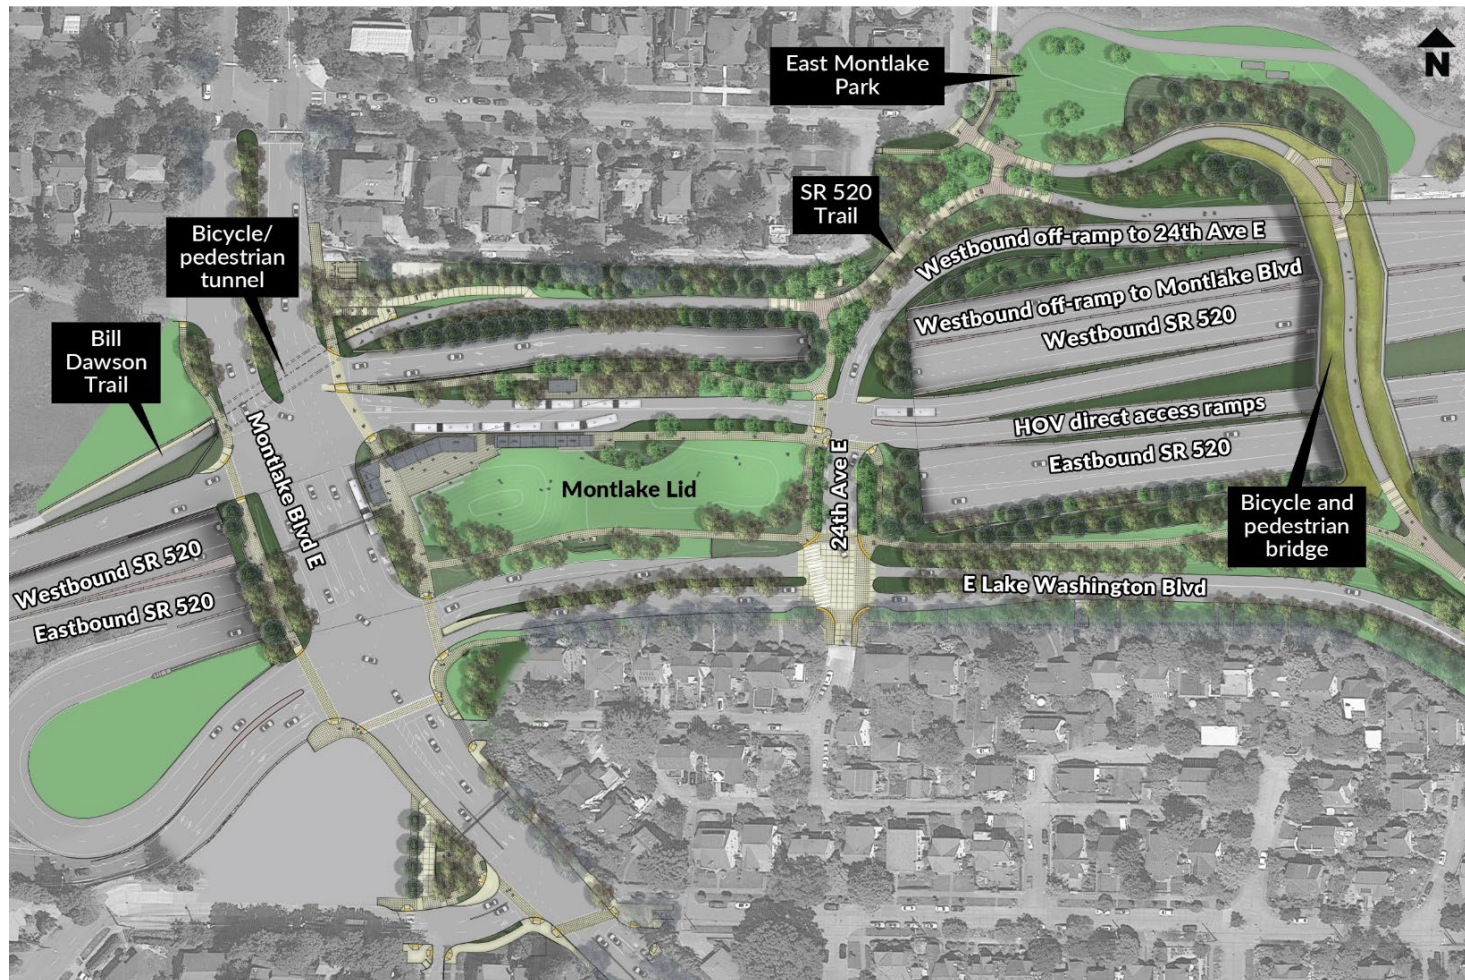 East Montlake
Park
N
SR 520
Trail
Bicycle/
pedestrian
tunnel
Westbound off-ramp to 24th Ave E
Westbound off-ramp to Montlake Blvd
Westbound SR 520
Bill
Dawson
Trail
HOV direct access ramps
Eastbound SR 520
Montlake Blvd E
Montlake Lid
24th Ave E
Bicycle and
pedestrian
bridge
Westbound SR 520
Eastbound SR 520
E Lake Washington Blvd